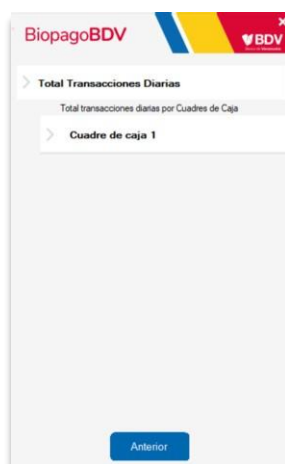 BiopagoBDV
BDV
Total Transacciones Diarias
Total transacciones diarias por Cuadres de Caja
Cuadre de caja 1
Anterior